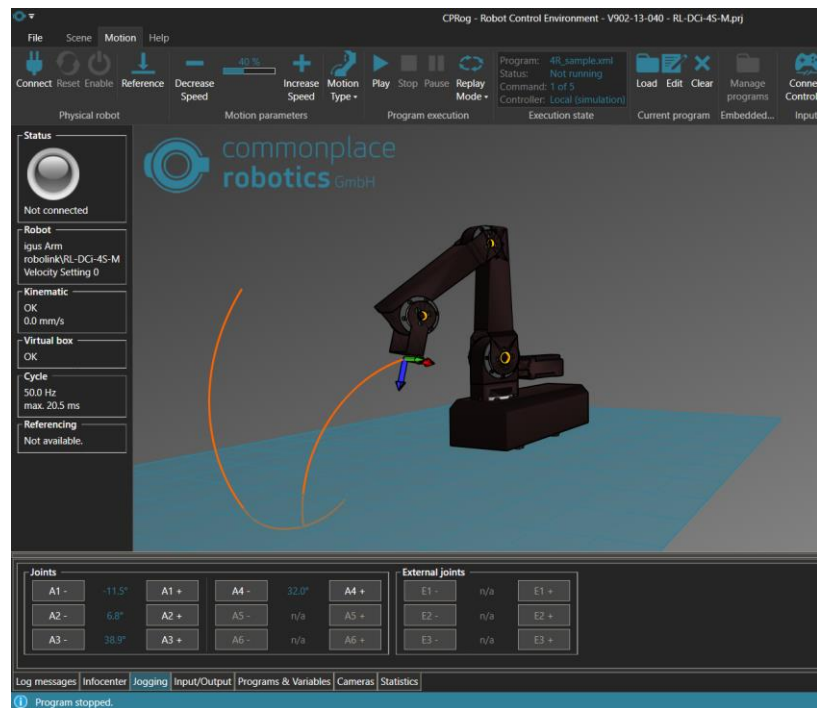 CPRog - Robot Control Environment - V902-13-040 - RL-DCi-4S-M.prj
File Scene Motion Help
40 %
Connect Reset Enable Reference Decrease Speed Increase Speed Motion Type Play Stop Pause Replay Mode
Program: 4R_sample.xml
Status: Not running
Command: 1 of 5
Controller: Local (simulation)
Load Edit Clear Manage programs Conne Control
Physical robot Motion parameters Program execution Execution state Current program Embedded... Input
Status
Not connected
Robot
igus Arm
robolink\RL-DCi-4S-M
Velocity Setting 0
Kinematic
OK
0.0 mm/s
Virtual box
OK
Cycle
50.0 Hz
max. 20.5 ms
Referencing
Not available.
commonplace
robotics GmbH
Joints
A1 - -11.5° A1 + A4 - 32.0° A4 +
A2 - 6.8° A2 + A5 - n/a A5 +
A3 - 38.9° A3 + A6 - n/a A6 +
External joints
E1 - n/a E1 +
E2 - n/a E2 +
E3 - n/a E3 +
Log messages Infocenter Jogging Input/Output Programs & Variables Cameras Statistics
Program stopped.